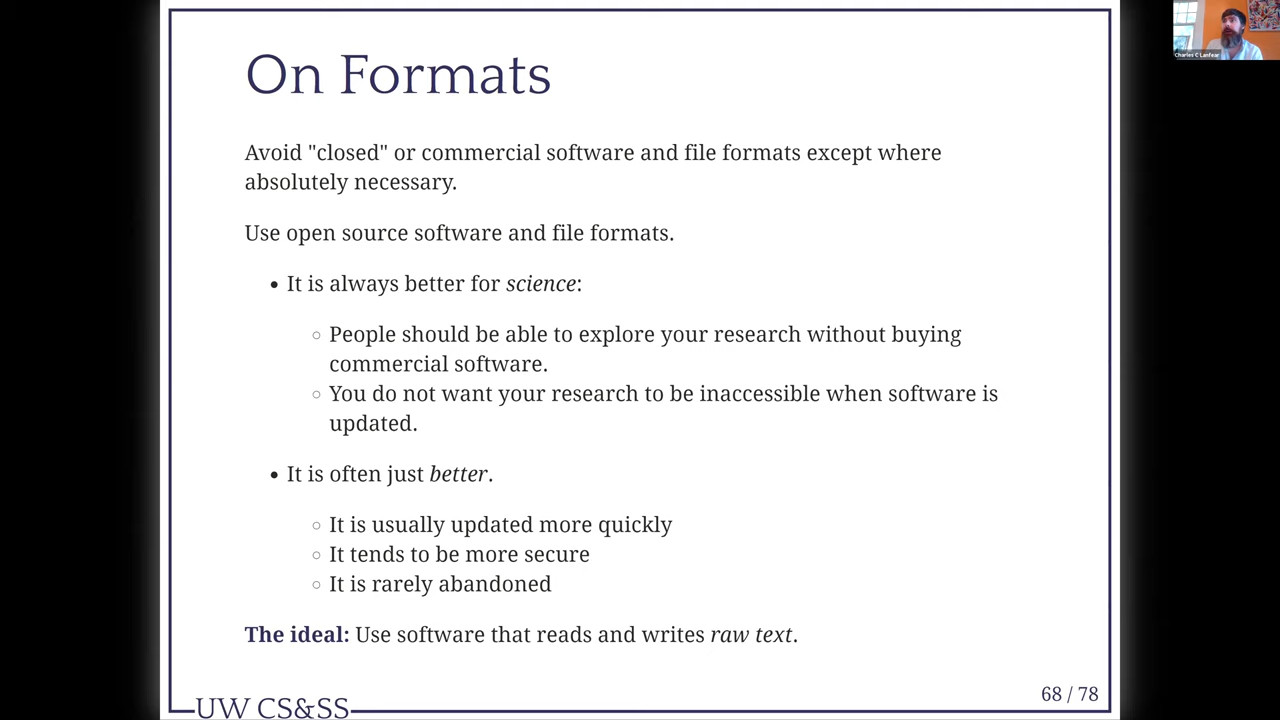 On Formats
Avoid "closed" or commercial software and file formats except where
absolutely necessary.
Use open source software and file formats.
• It is always better for science:
○ People should be able to explore your research without buying
commercial software.
○ You do not want your research to be inaccessible when software is
updated.
• It is often just better.
○ It is usually updated more quickly
○ It tends to be more secure
○ It is rarely abandoned
The ideal: Use software that reads and writes raw text.
68 / 78
UW CS&SS
Charles C Lanfear